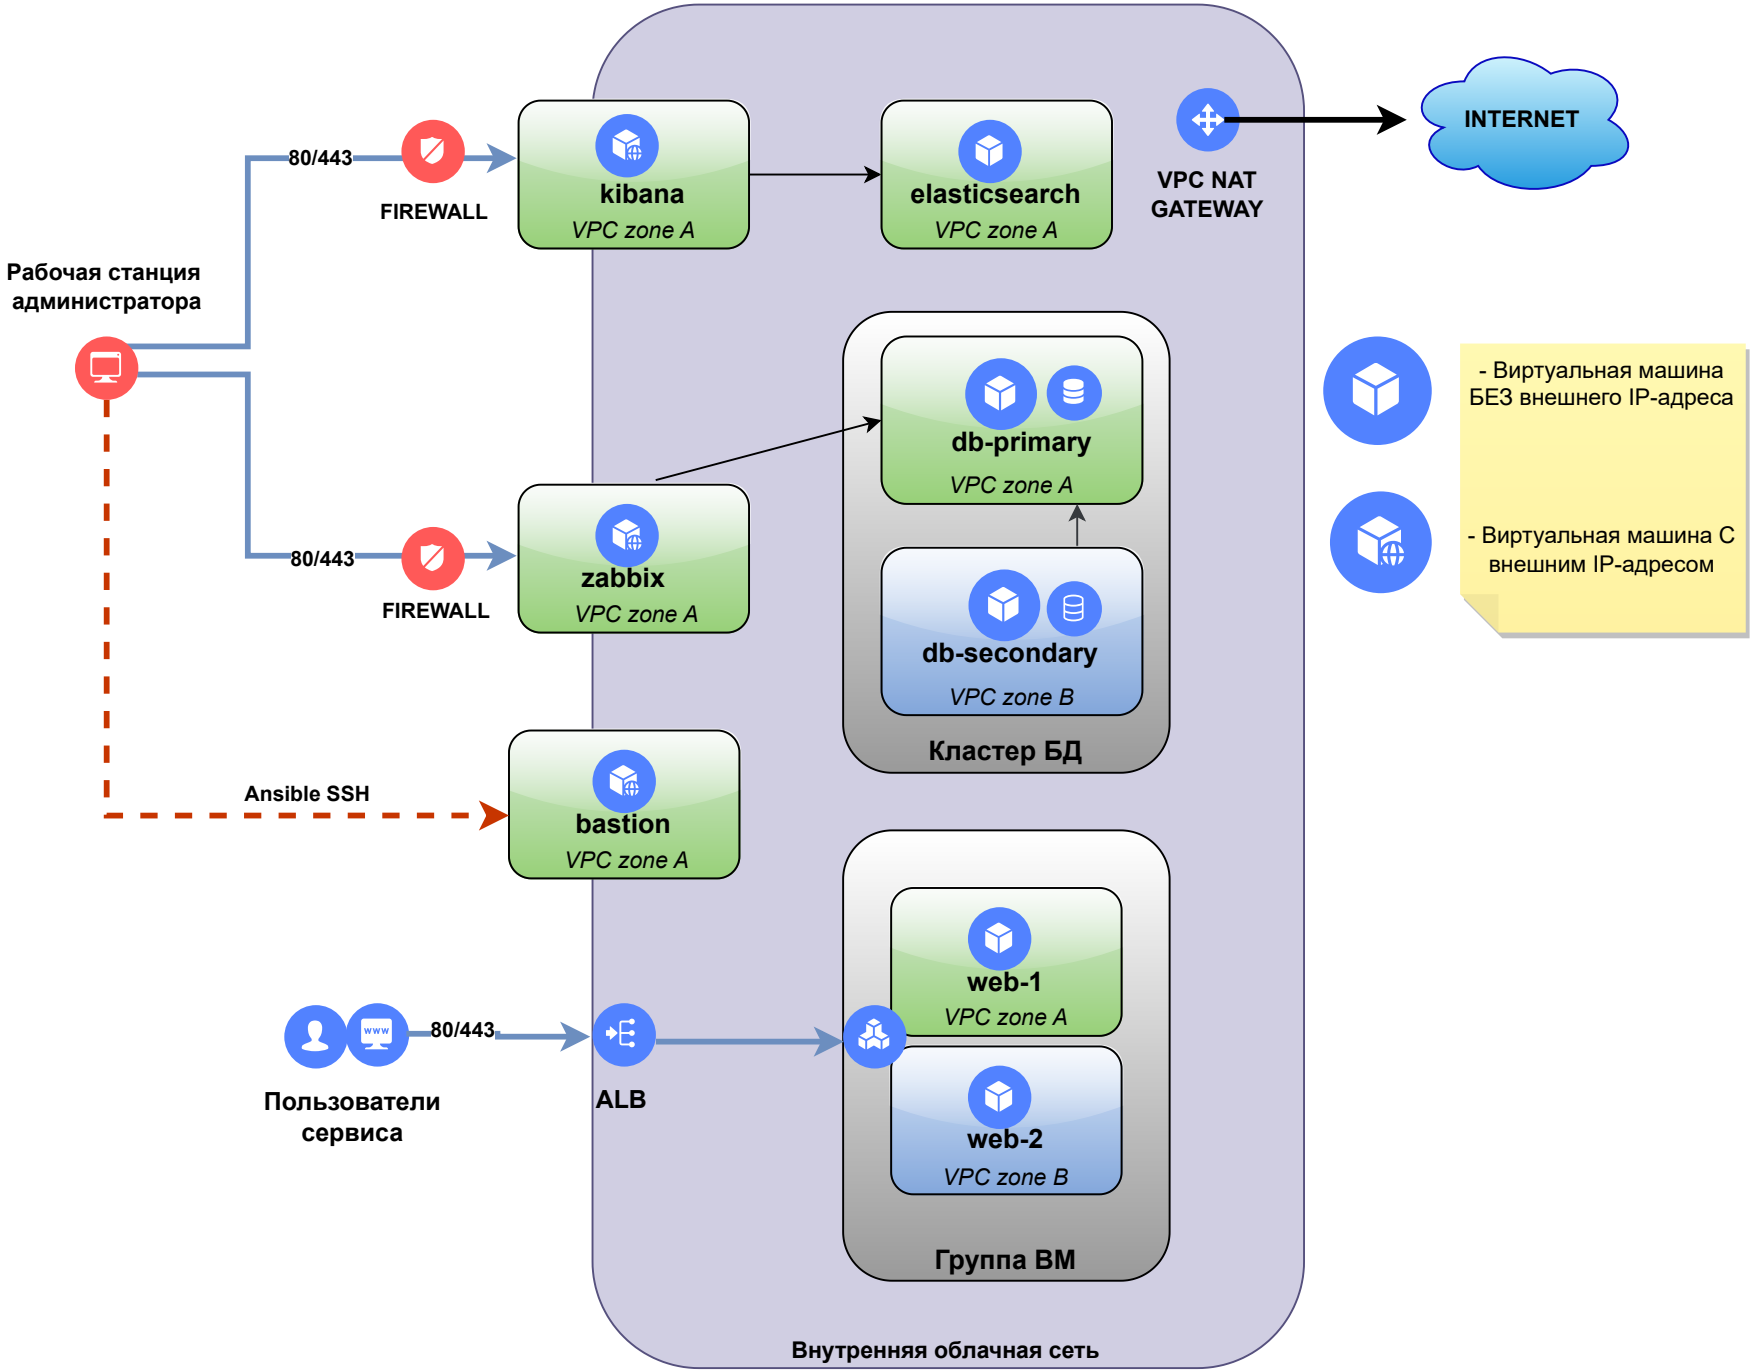 80/443
FIREWALL
kibana
VPC zone A
elasticsearch
VPC zone A
VPC NAT
GATEWAY
INTERNET
Рабочая станция
администратора
80/443
FIREWALL
zabbix
VPC zone A
db-primary
VPC zone A
db-secondary
VPC zone B
Кластер БД
- Виртуальная машина
БЕЗ внешнего IP-адреса
- Виртуальная машина С
внешним IP-адресом
Ansible SSH
bastion
VPC zone A
www
80/443
Пользователи
сервиса
ALB
web-1
VPC zone A
web-2
VPC zone B
Группа ВМ
Внутренняя облачная сеть